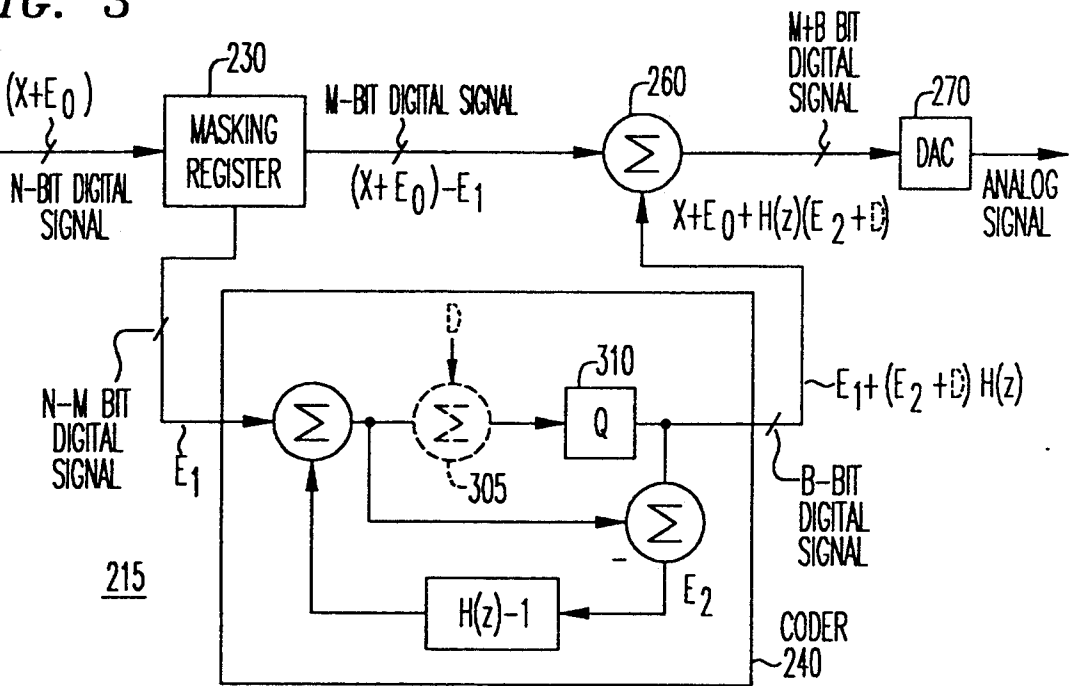 FIG. 3
(X+E0)
N-BIT DIGITAL
SIGNAL
230
MASKING
REGISTER
M-BIT DIGITAL SIGNAL
(X+E0)-E1
260
Σ
M+B BIT
DIGITAL
SIGNAL
270
DAC
ANALOG
SIGNAL
X+E0+H(z)(E2+D)
N-M BIT
DIGITAL
SIGNAL
E1
Σ
D
Σ
305
310
Q
E1+(E2+D) H(z)
B-BIT
DIGITAL
SIGNAL
Σ
−
E2
H(z)-1
215
CODER
240